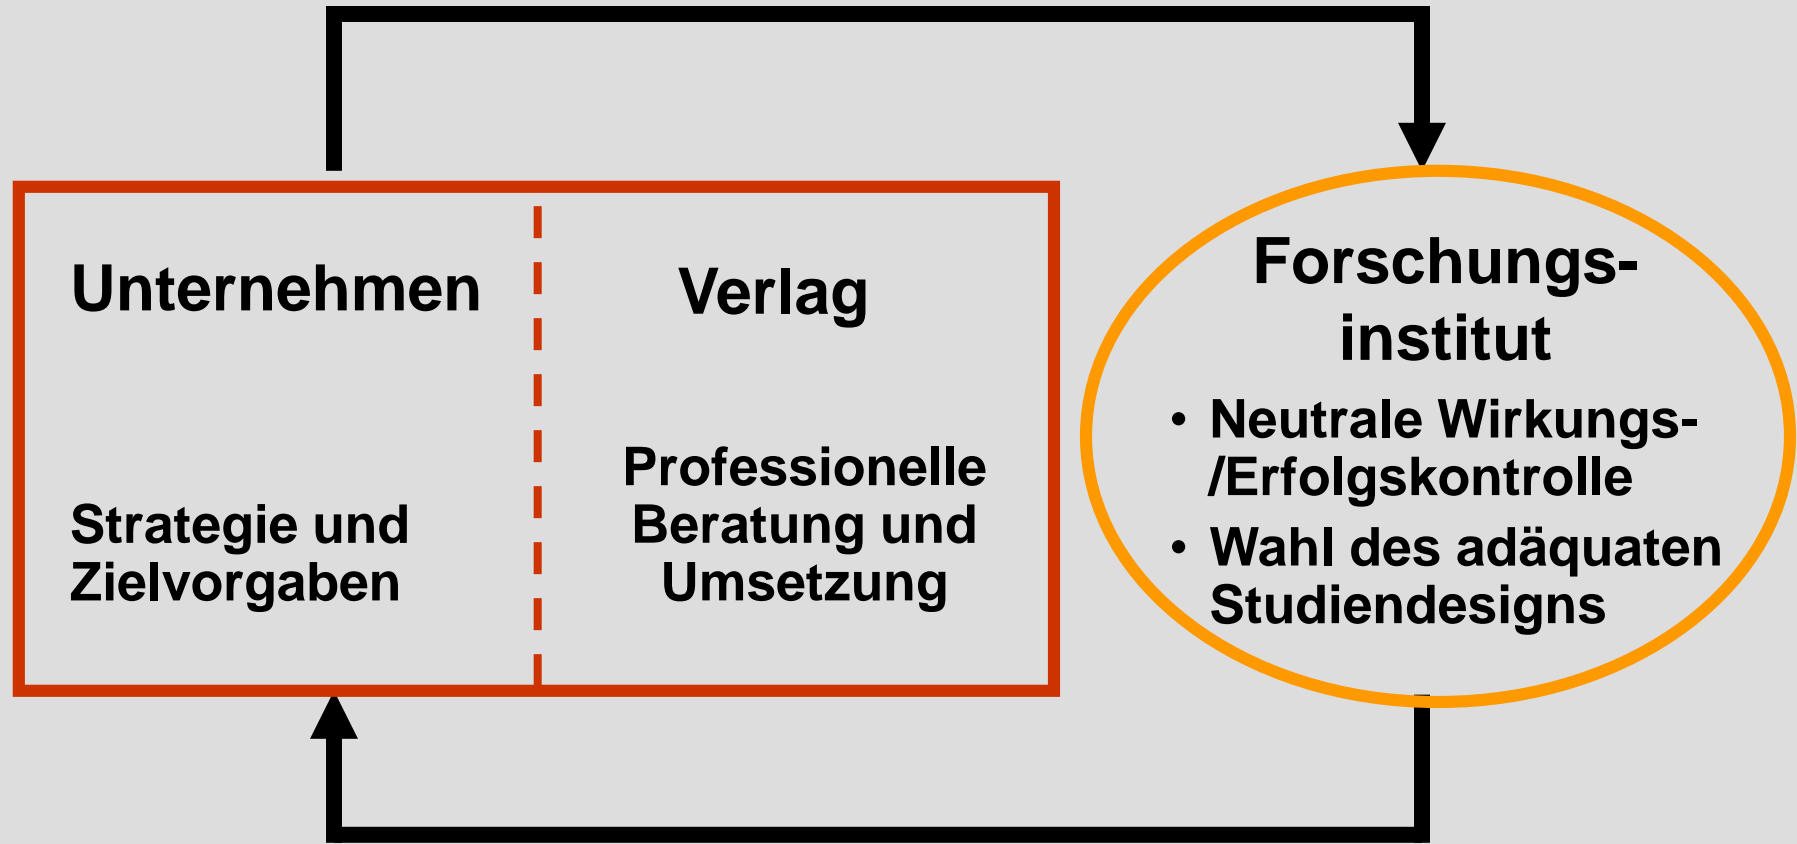 Unternehmen
Strategie und
Zielvorgaben
Verlag
Professionelle
Beratung und
Umsetzung
Forschungs-
institut
• Neutrale Wirkungs-
/Erfolgskontrolle
• Wahl des adäquaten
Studiendesigns